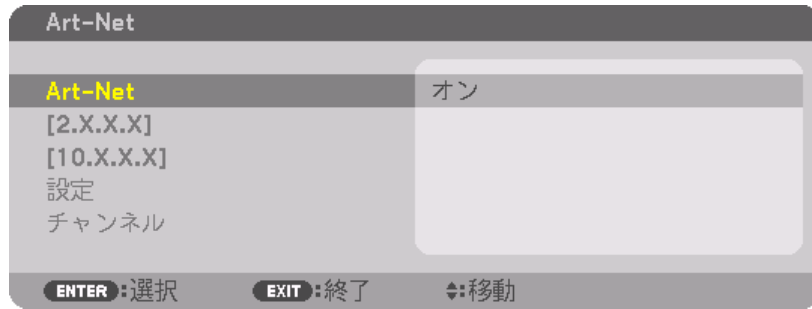 Art-Net
Art-Net オン
[2.X.X.X]
[10.X.X.X]
設定
チャンネル
ENTER:選択 EXIT:終了 :移動